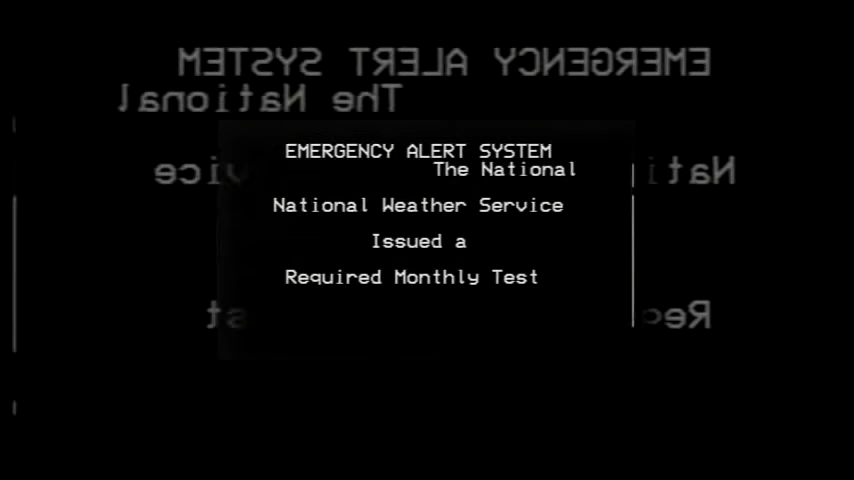 EMERGENCY ALERT SYSTEM
The National
National Weather Service
Issued a
Required Monthly Test